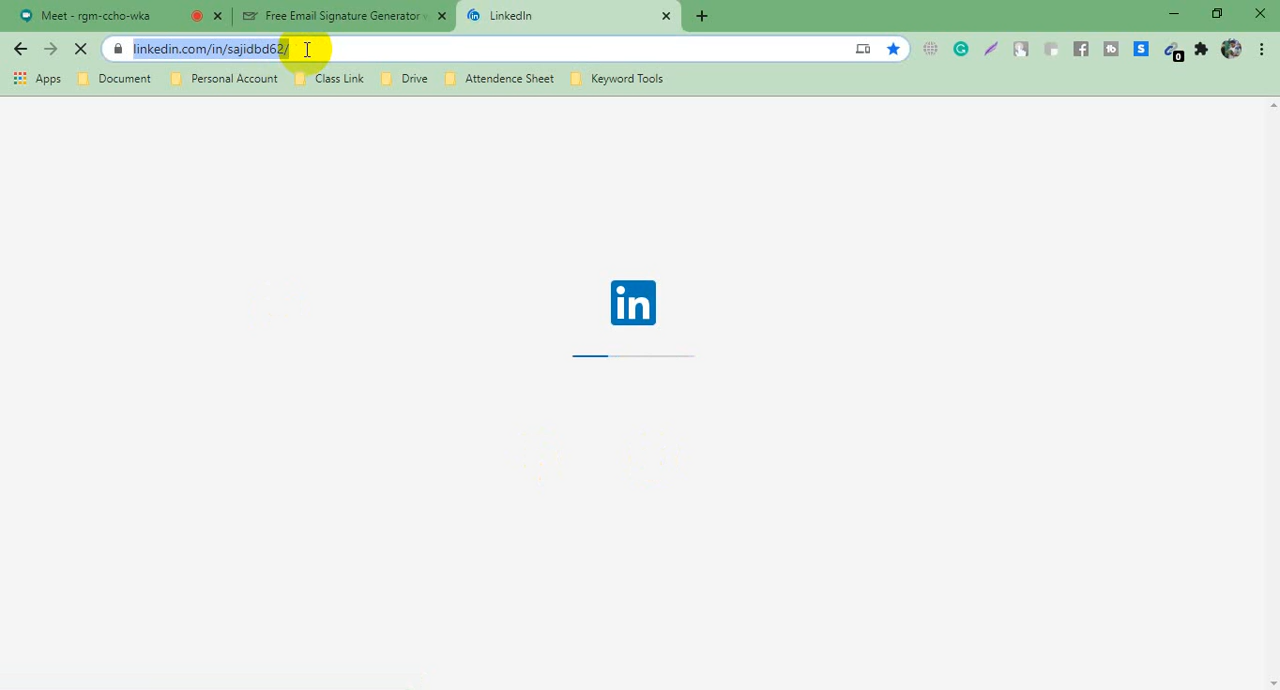 Meet - rgm-ccho-wka
Free Email Signature Generator
LinkedIn
linkedin.com/in/sajidbd62/
0
Apps
Document
Personal Account
Class Link
Drive
Attendence Sheet
Keyword Tools
in